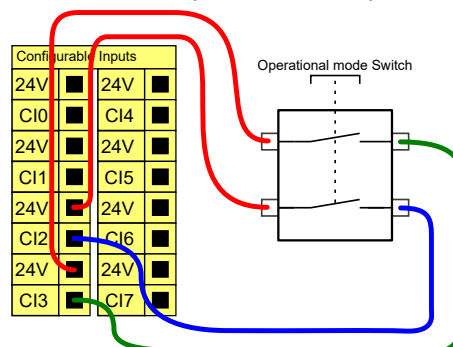 Configurable Inputs
24V 24V
CI0 CI4
24V 24V
CI1 CI5
24V 24V
CI2 CI6
24V 24V
CI3 CI7
Operational mode Switch